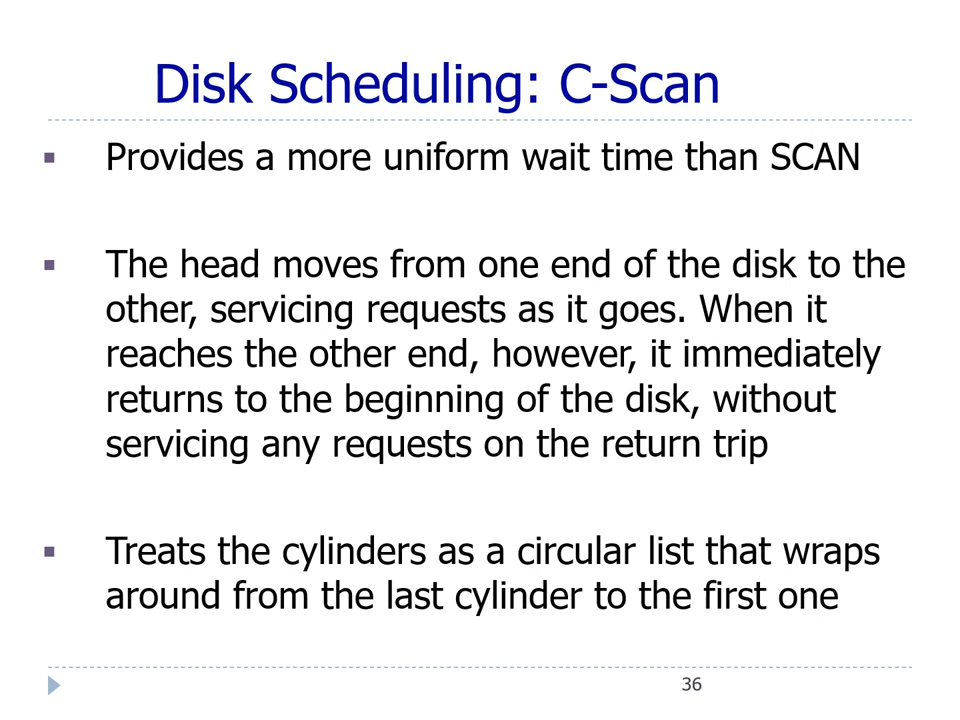 Disk Scheduling: C-Scan
▪ Provides a more uniform wait time than SCAN
▪ The head moves from one end of the disk to the
other, servicing requests as it goes. When it
reaches the other end, however, it immediately
returns to the beginning of the disk, without
servicing any requests on the return trip
▪ Treats the cylinders as a circular list that wraps
around from the last cylinder to the first one
36